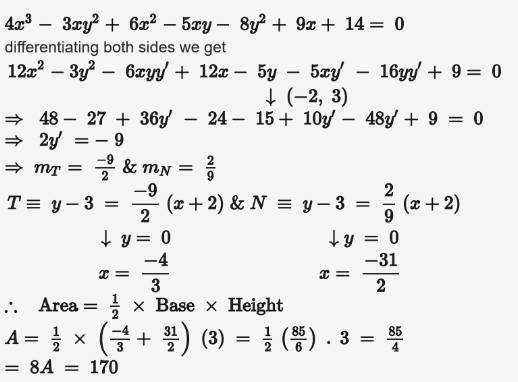 4x³ − 3xy² + 6x² − 5xy − 8y² + 9x + 14 = 0
differentiating both sides we get
12x² − 3y² − 6xyy′ + 12x − 5y − 5xy′ − 16yy′ + 9 = 0
↓ (−2, 3)
⇒ 48 − 27 + 36y′ − 24 − 15 + 10y′ − 48y′ + 9 = 0
⇒ 2y′ = − 9
⇒ m_T = −9/2 & m_N = 2/9
T ≡ y − 3 = −9/2 (x + 2) & N ≡ y − 3 = 2/9 (x + 2)
↓ y = 0 ↓ y = 0
x = −4/3 x = −31/2
∴ Area = 1/2 × Base × Height
A = 1/2 × (−4/3 + 31/2) (3) = 1/2 (85/6) . 3 = 85/4
= 8A = 170